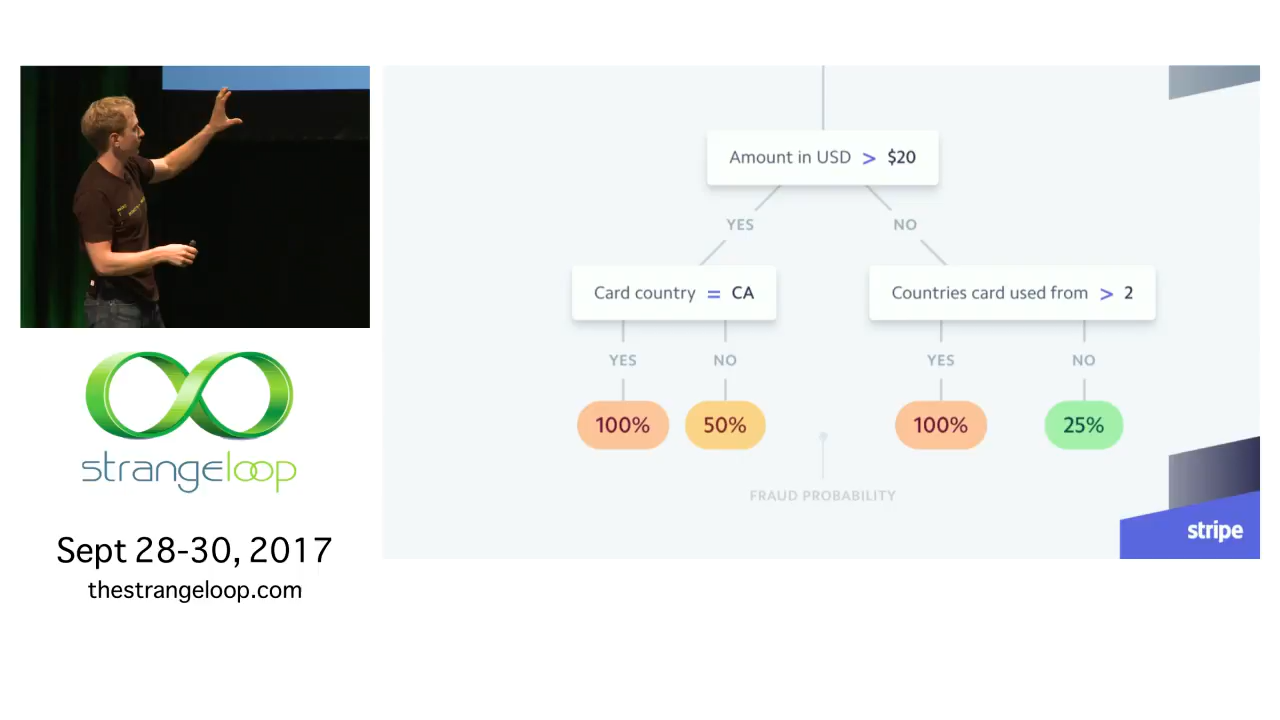 Amount in USD > $20
YES
NO
Card country = CA
Countries card used from > 2
YES
NO
YES
NO
100%
50%
100%
25%
FRAUD PROBABILITY
stripe
strangeloop
Sept 28-30, 2017
thestrangeloop.com